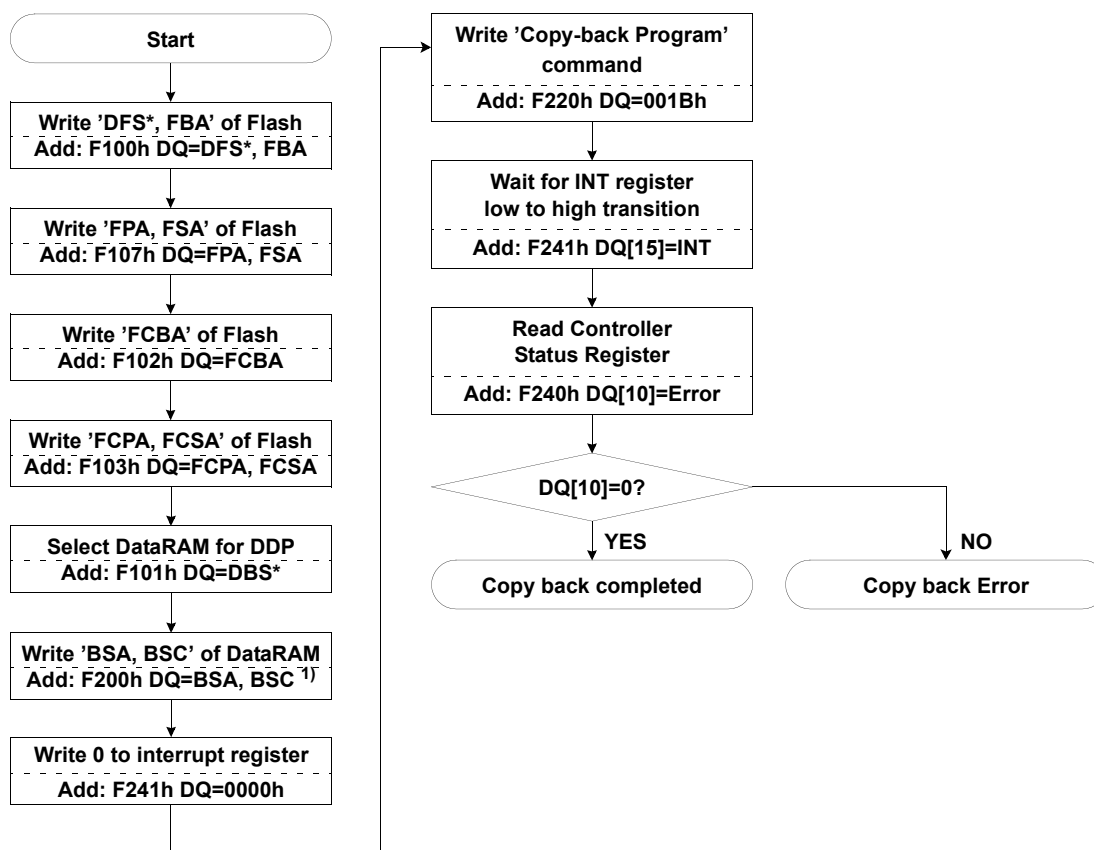 Start
Write ’DFS*, FBA’ of Flash
Add: F100h DQ=DFS*, FBA
Write ’FPA, FSA’ of Flash
Add: F107h DQ=FPA, FSA
Write ’FCBA’ of Flash
Add: F102h DQ=FCBA
Write ’FCPA, FCSA’ of Flash
Add: F103h DQ=FCPA, FCSA
Select DataRAM for DDP
Add: F101h DQ=DBS*
Write ’BSA, BSC’ of DataRAM
Add: F200h DQ=BSA, BSC 1)
Write 0 to interrupt register
Add: F241h DQ=0000h
Write ’Copy-back Program’
command
Add: F220h DQ=001Bh
Wait for INT register
low to high transition
Add: F241h DQ[15]=INT
Read Controller
Status Register
Add: F240h DQ[10]=Error
DQ[10]=0?
YES
NO
Copy back completed
Copy back Error